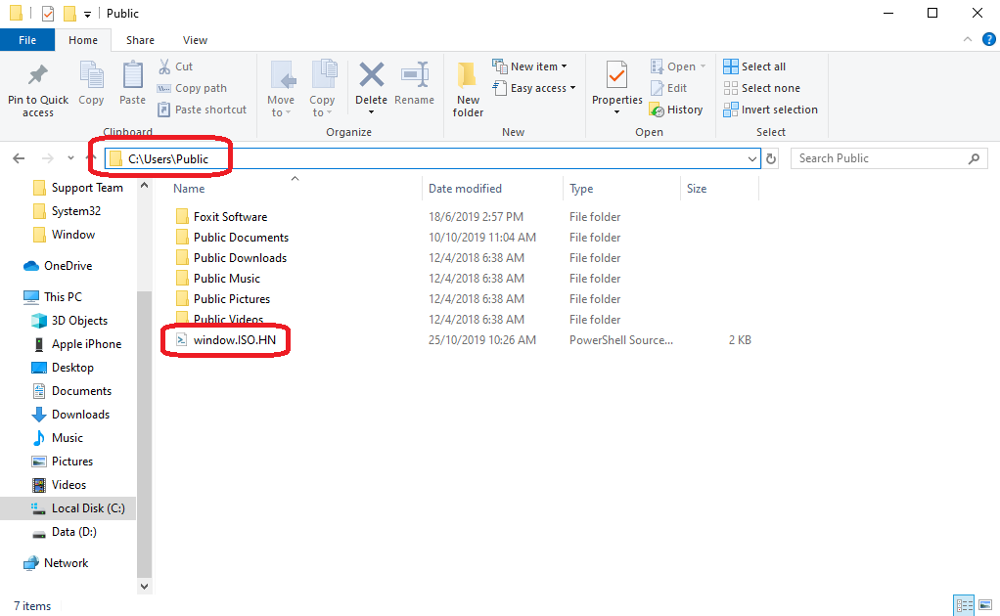 Public
File Home Share View
Pin to Quick access
Copy
Paste
Cut
Copy path
Paste shortcut
Clipboard
Move to
Copy to
Delete
Rename
Organize
New folder
New item
Easy access
New
Properties
Open
Edit
History
Open
Select all
Select none
Invert selection
Select
C:\Users\Public
Search Public
Support Team
System32
Window
OneDrive
This PC
3D Objects
Apple iPhone
Desktop
Documents
Downloads
Music
Pictures
Videos
Local Disk (C:)
Data (D:)
Network
Name Date modified Type Size
Foxit Software 18/6/2019 2:57 PM File folder
Public Documents 10/10/2019 11:04 AM File folder
Public Downloads 12/4/2018 6:38 AM File folder
Public Music 12/4/2018 6:38 AM File folder
Public Pictures 12/4/2018 6:38 AM File folder
Public Videos 12/4/2018 6:38 AM File folder
window.ISO.HN 25/10/2019 10:26 AM PowerShell Source... 2 KB
7 items